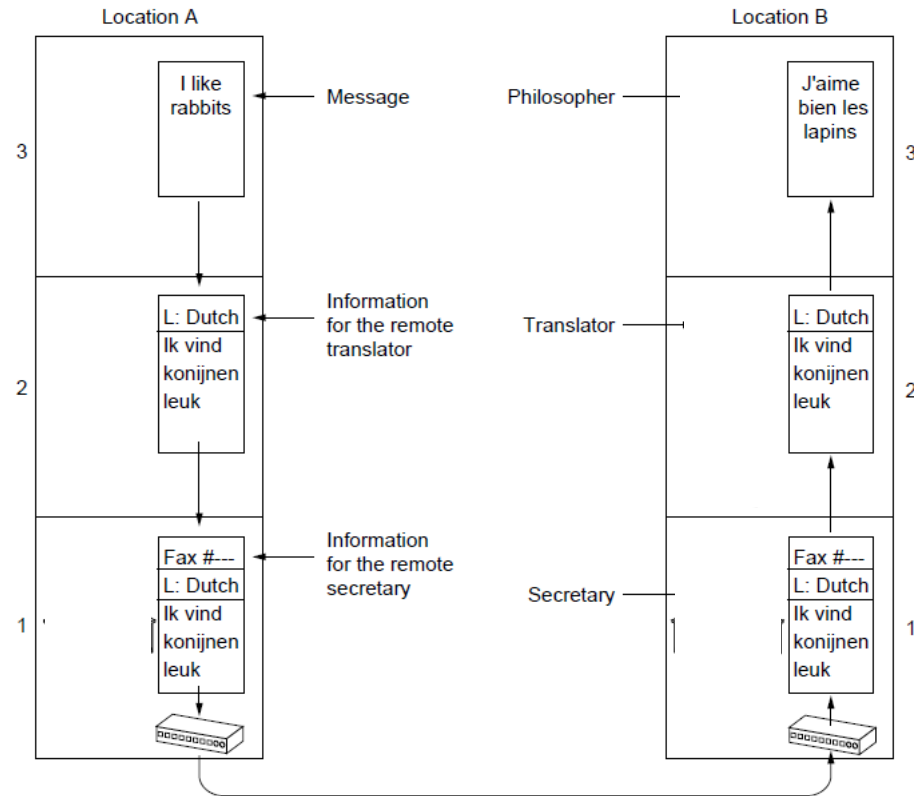 Location A
Location B
I like
rabbits
Message
Philosopher
J'aime
bien les
lapins
3
3
L: Dutch
Ik vind
konijnen
leuk
Information
for the remote
translator
Translator
L: Dutch
Ik vind
konijnen
leuk
2
2
Fax #---
L: Dutch
Ik vind
konijnen
leuk
Information
for the remote
secretary
Secretary
Fax #---
L: Dutch
Ik vind
konijnen
leuk
1
1